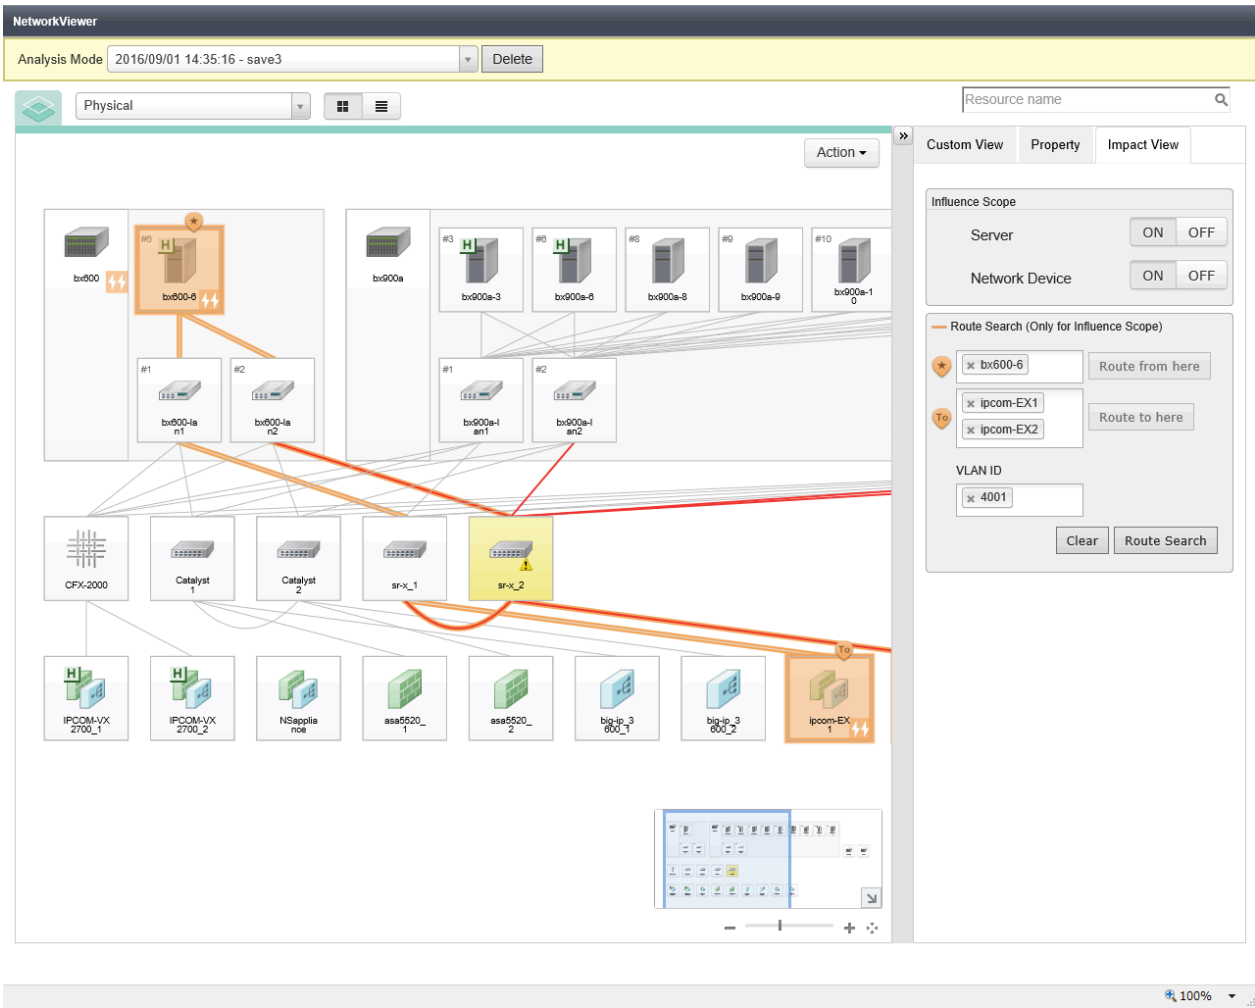 NetworkViewer
Analysis Mode 2016/09/01 14:35:16 - save3 Delete
Physical
Resource name
Action
Custom View Property Impact View
Influence Scope
Server ON OFF
Network Device ON OFF
Route Search (Only for Influence Scope)
bx600-6
Route from here
To
ipcom-EX1
ipcom-EX2
Route to here
VLAN ID
4001
Clear Route Search
bx600
#6
H
bx600-6
bx900a
#3
H
bx900a-3
#6
H
bx900a-6
#8
bx900a-8
#9
bx900a-9
#10
bx900a-1
0
#1
bx600-la
n1
#2
bx600-la
n2
#1
bx900a-l
an1
#2
bx900a-l
an2
CFX-2000
Catalyst
1
Catalyst
2
sr-x_1
sr-x_2
H
IPCOM-VX
2700_1
H
IPCOM-VX
2700_2
NSapplia
nce
asa5520_
1
asa5520_
2
big-ip_3
600_1
big-ip_3
600_2
To
ipcom-EX
1
100%